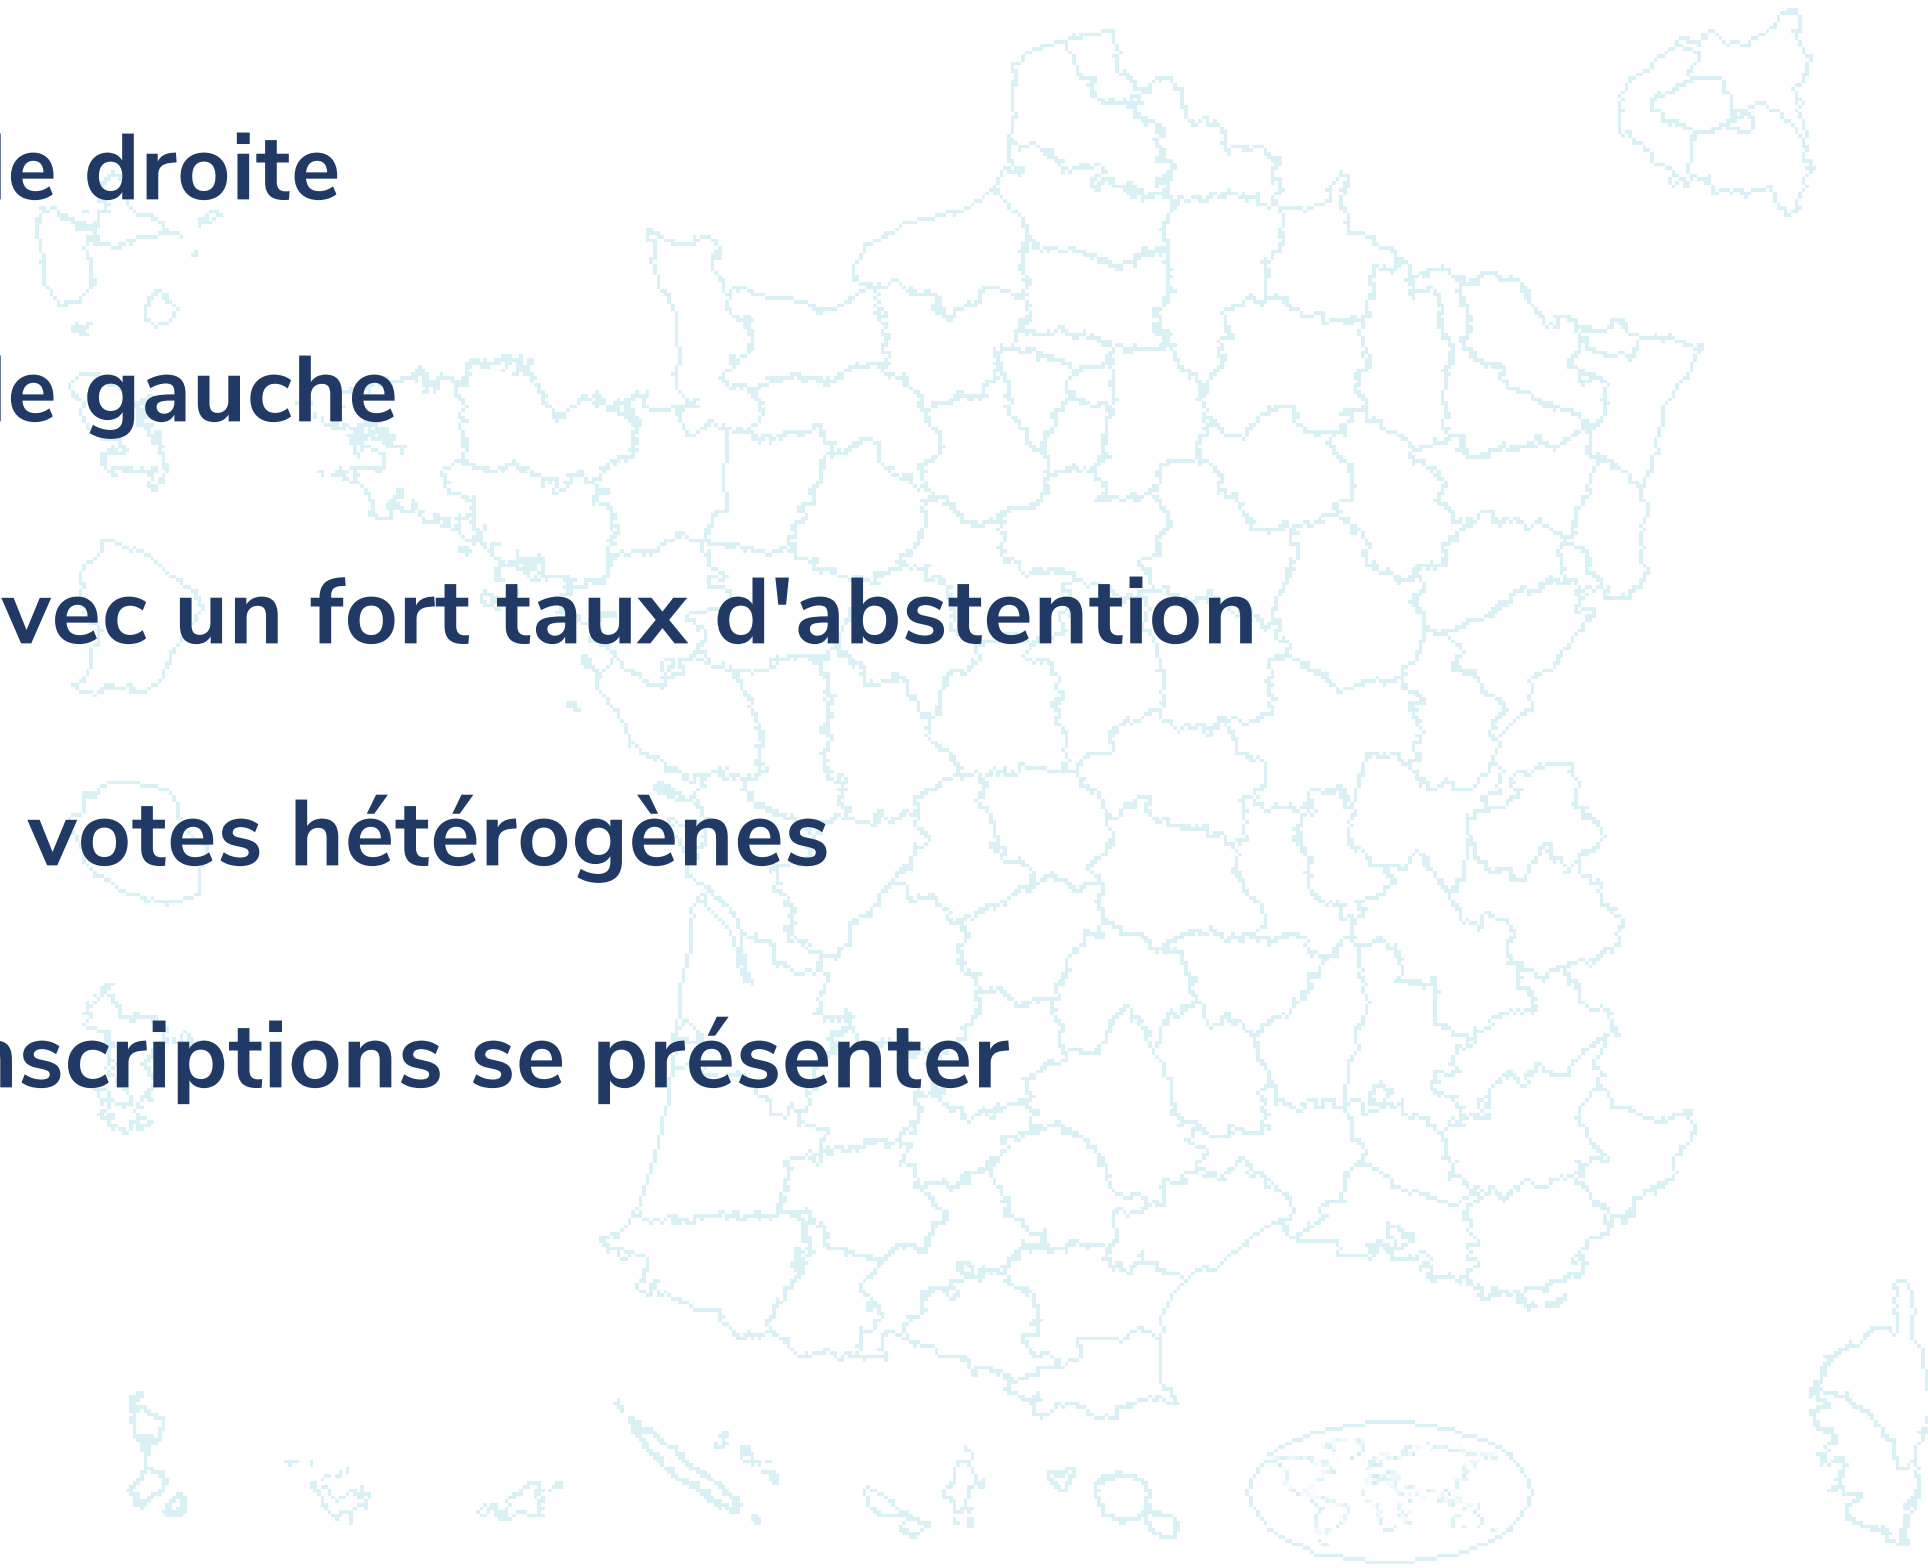 le droite
le gauche
vec un fort taux d'abstention
votes hétérogènes
nscriptions se présenter